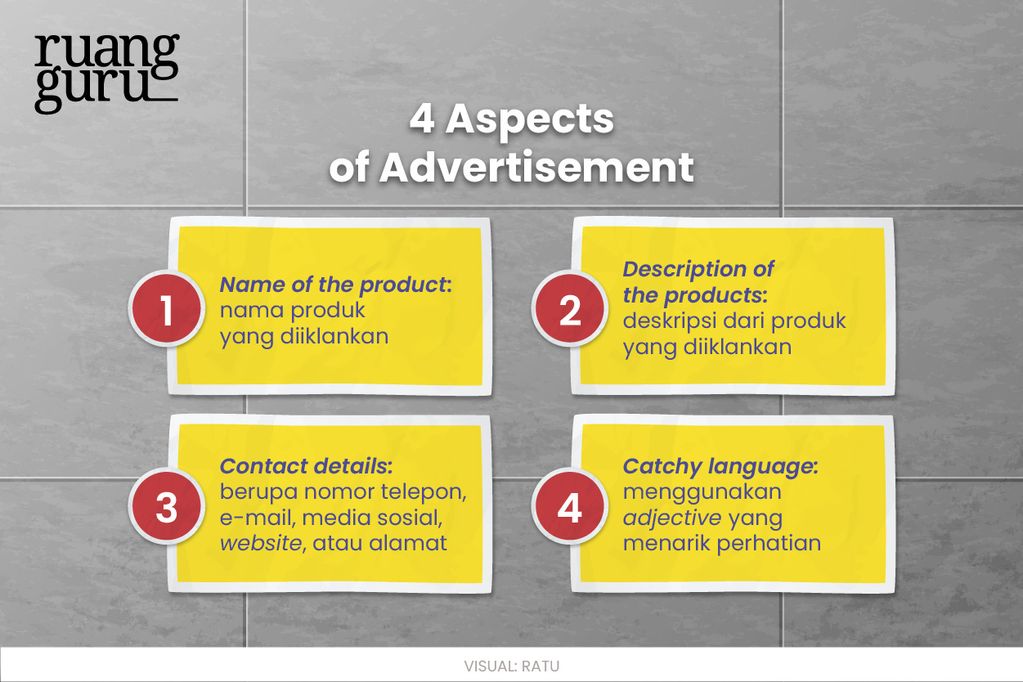 ruang
guru
4 Aspects
of Advertisement
1
Name of the product:
nama produk
yang diiklankan
2
Description of
the products:
deskripsi dari produk
yang diiklankan
3
Contact details:
berupa nomor telepon,
e-mail, media sosial,
website, atau alamat
4
Catchy language:
menggunakan
adjective yang
menarik perhatian
VISUAL: RATU